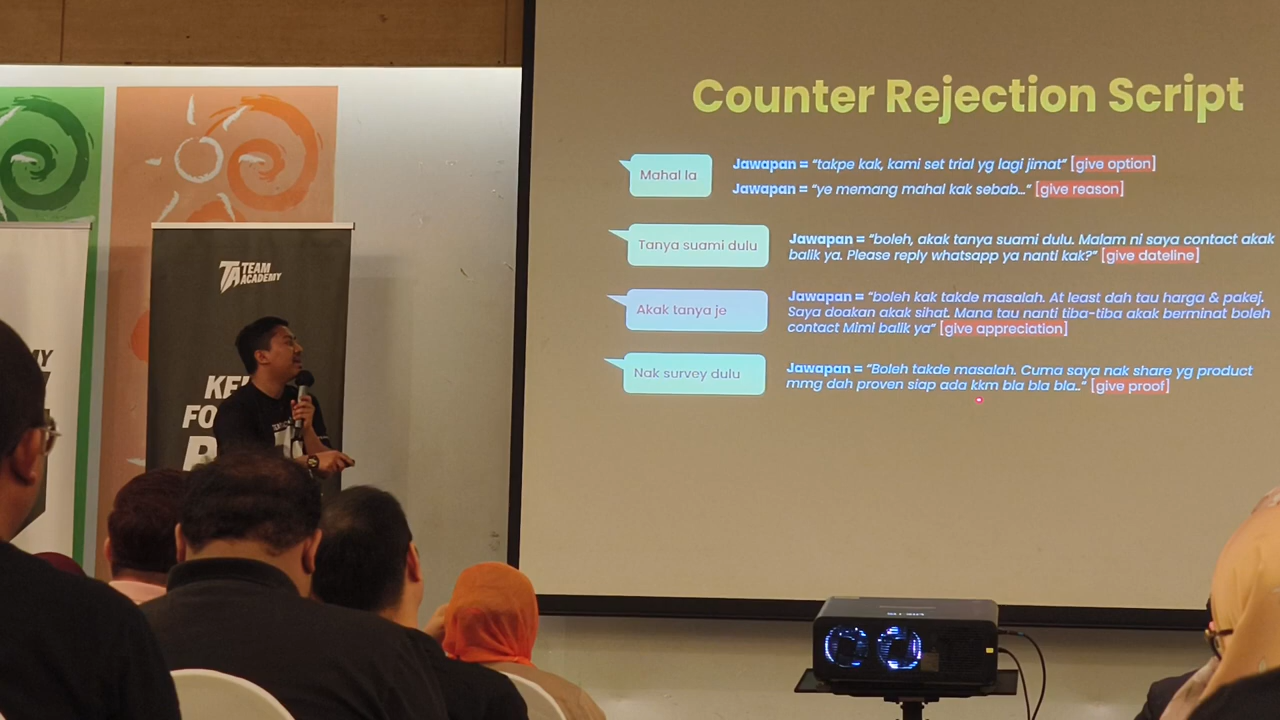 Counter Rejection Script
Mahal la
Jawapan = “takpe kak, kami set trial yg lagi jimat” [give option]
Jawapan = “ye memang mahal kak sebab...“ [give reason]
Tanya suami dulu
Jawapan = “boleh, akak tanya suami dulu. Malam ni saya contact akak
balik ya. Please reply whatsapp ya nanti kak?” [give dateline]
Akak tanya je
Jawapan = “boleh kak takde masalah. At least dah tau harga & pakej.
Saya doakan akak sihat. Mana tau nanti tiba-tiba akak berminat boleh
contact Mimi balik ya” [give appreciation]
Nak survey dulu
Jawapan = “Boleh takde masalah. Cuma saya nak share yg product
mmg dah proven siap ada kkm bla bla bla..” [give proof]
TA TEAM
ACADEMY